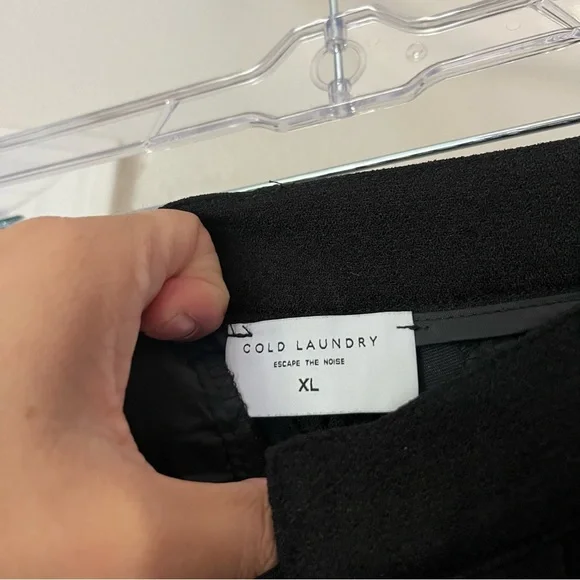 COLD LAUNDRY
ESCAPE THE NOISE
XL